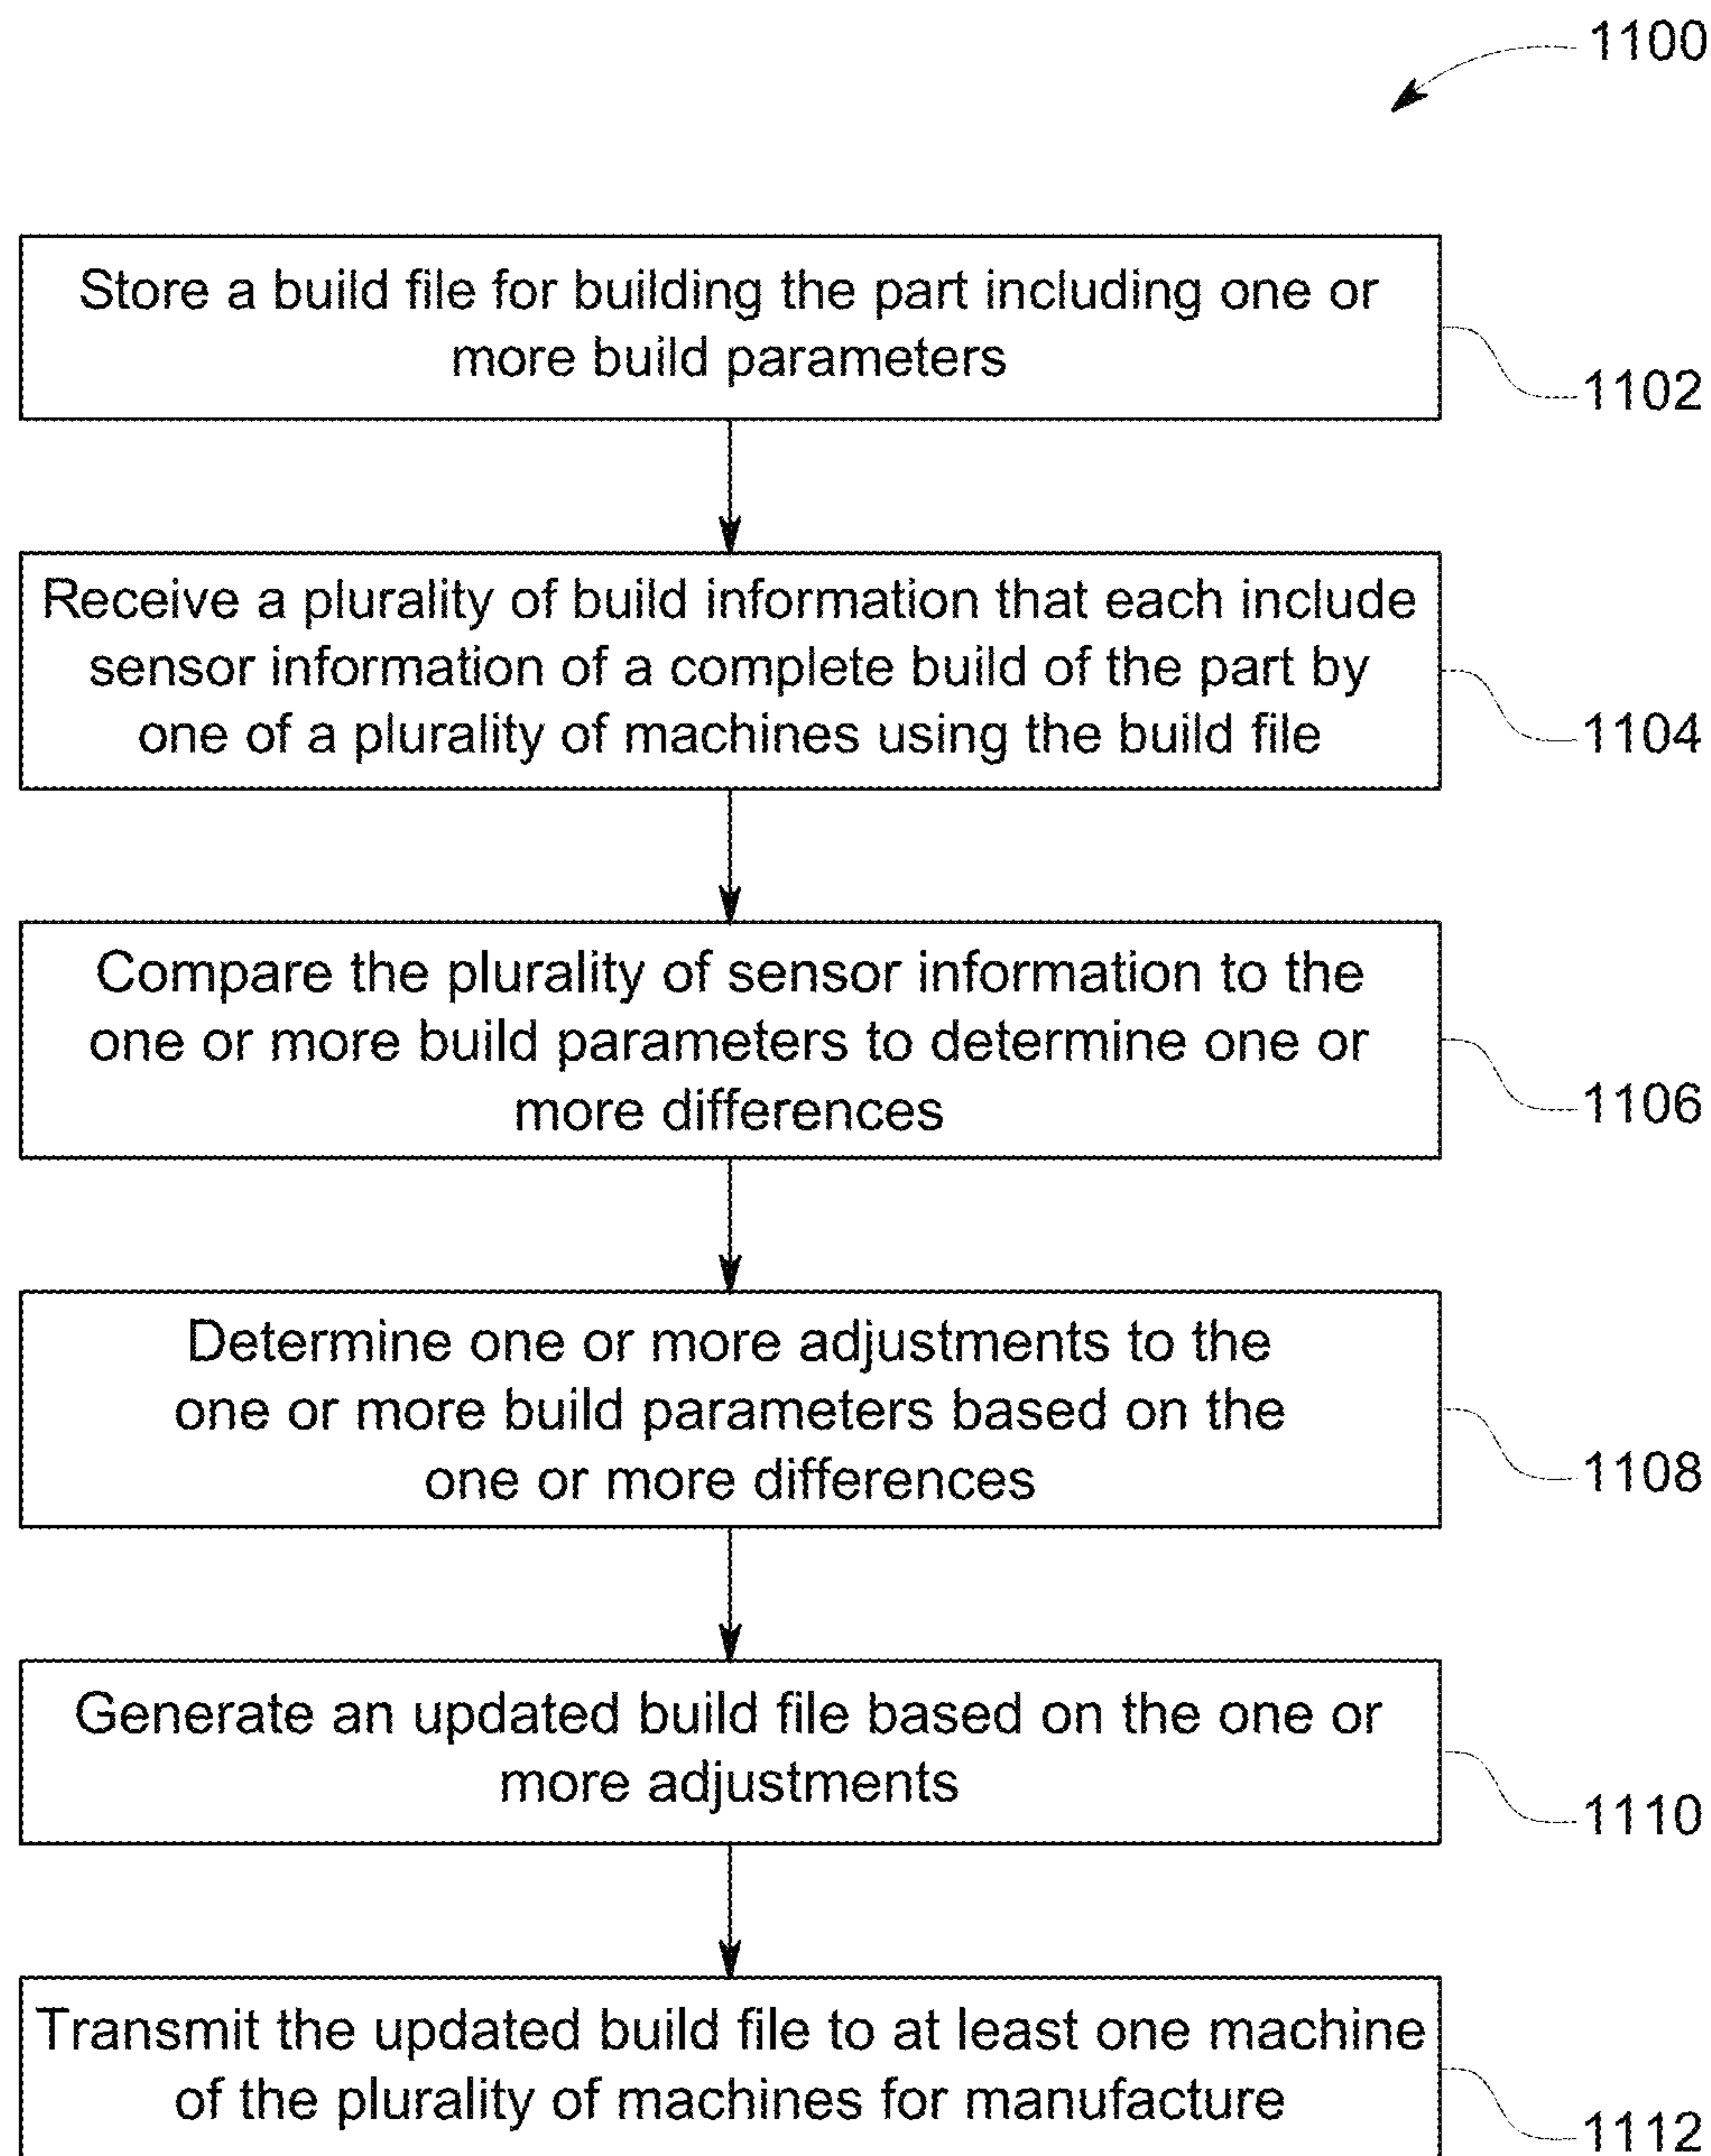 1100
Store a build file for building the part including one or
more build parameters
1102
Receive a plurality of build information that each include
sensor information of a complete build of the part by
one of a plurality of machines using the build file
1104
Compare the plurality of sensor information to the
one or more build parameters to determine one or
more differences
1106
Determine one or more adjustments to the
one or more build parameters based on the
one or more differences
1108
Generate an updated build file based on the one or
more adjustments
1110
Transmit the updated build file to at least one machine
of the plurality of machines for manufacture
1112